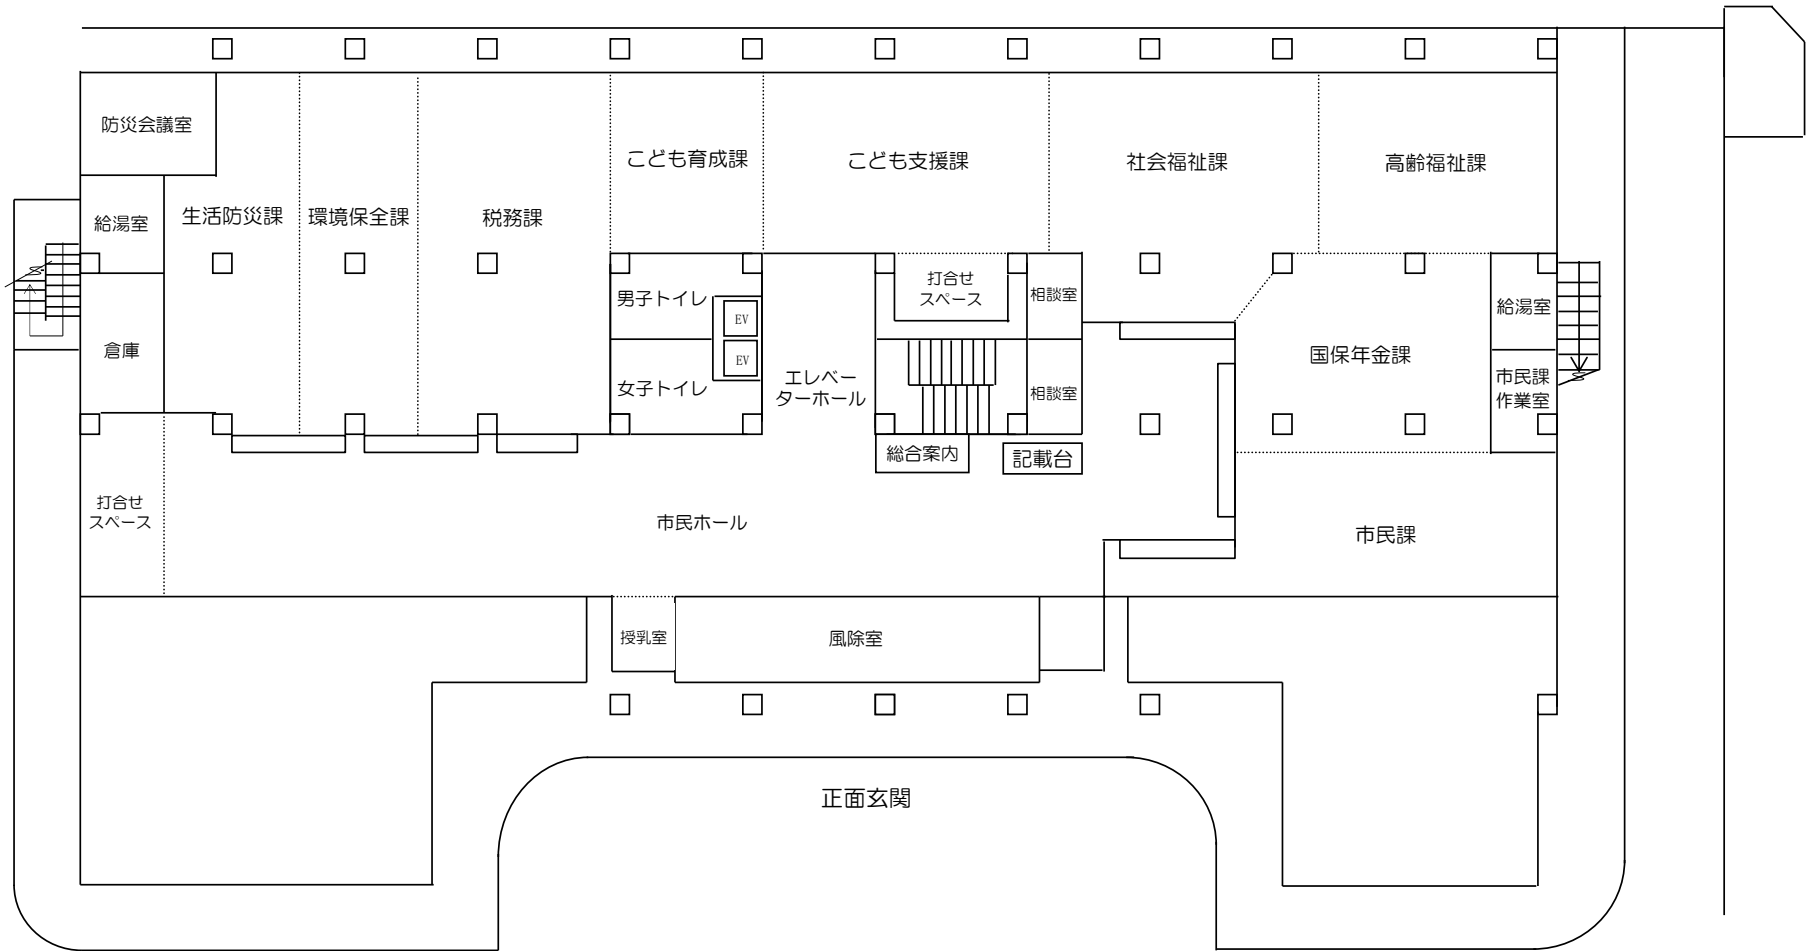 防災会議室
こども育成課
こども支援課
社会福祉課
高齢福祉課
給湯室
生活防災課
環境保全課
税務課
男子トイレ
EV
EV
打合せ
スペース
相談室
給湯室
倉庫
女子トイレ
エレベー
ターホール
相談室
国保年金課
市民課
作業室
総合案内
記載台
打合せ
スペース
市民ホール
市民課
授乳室
風除室
正面玄関